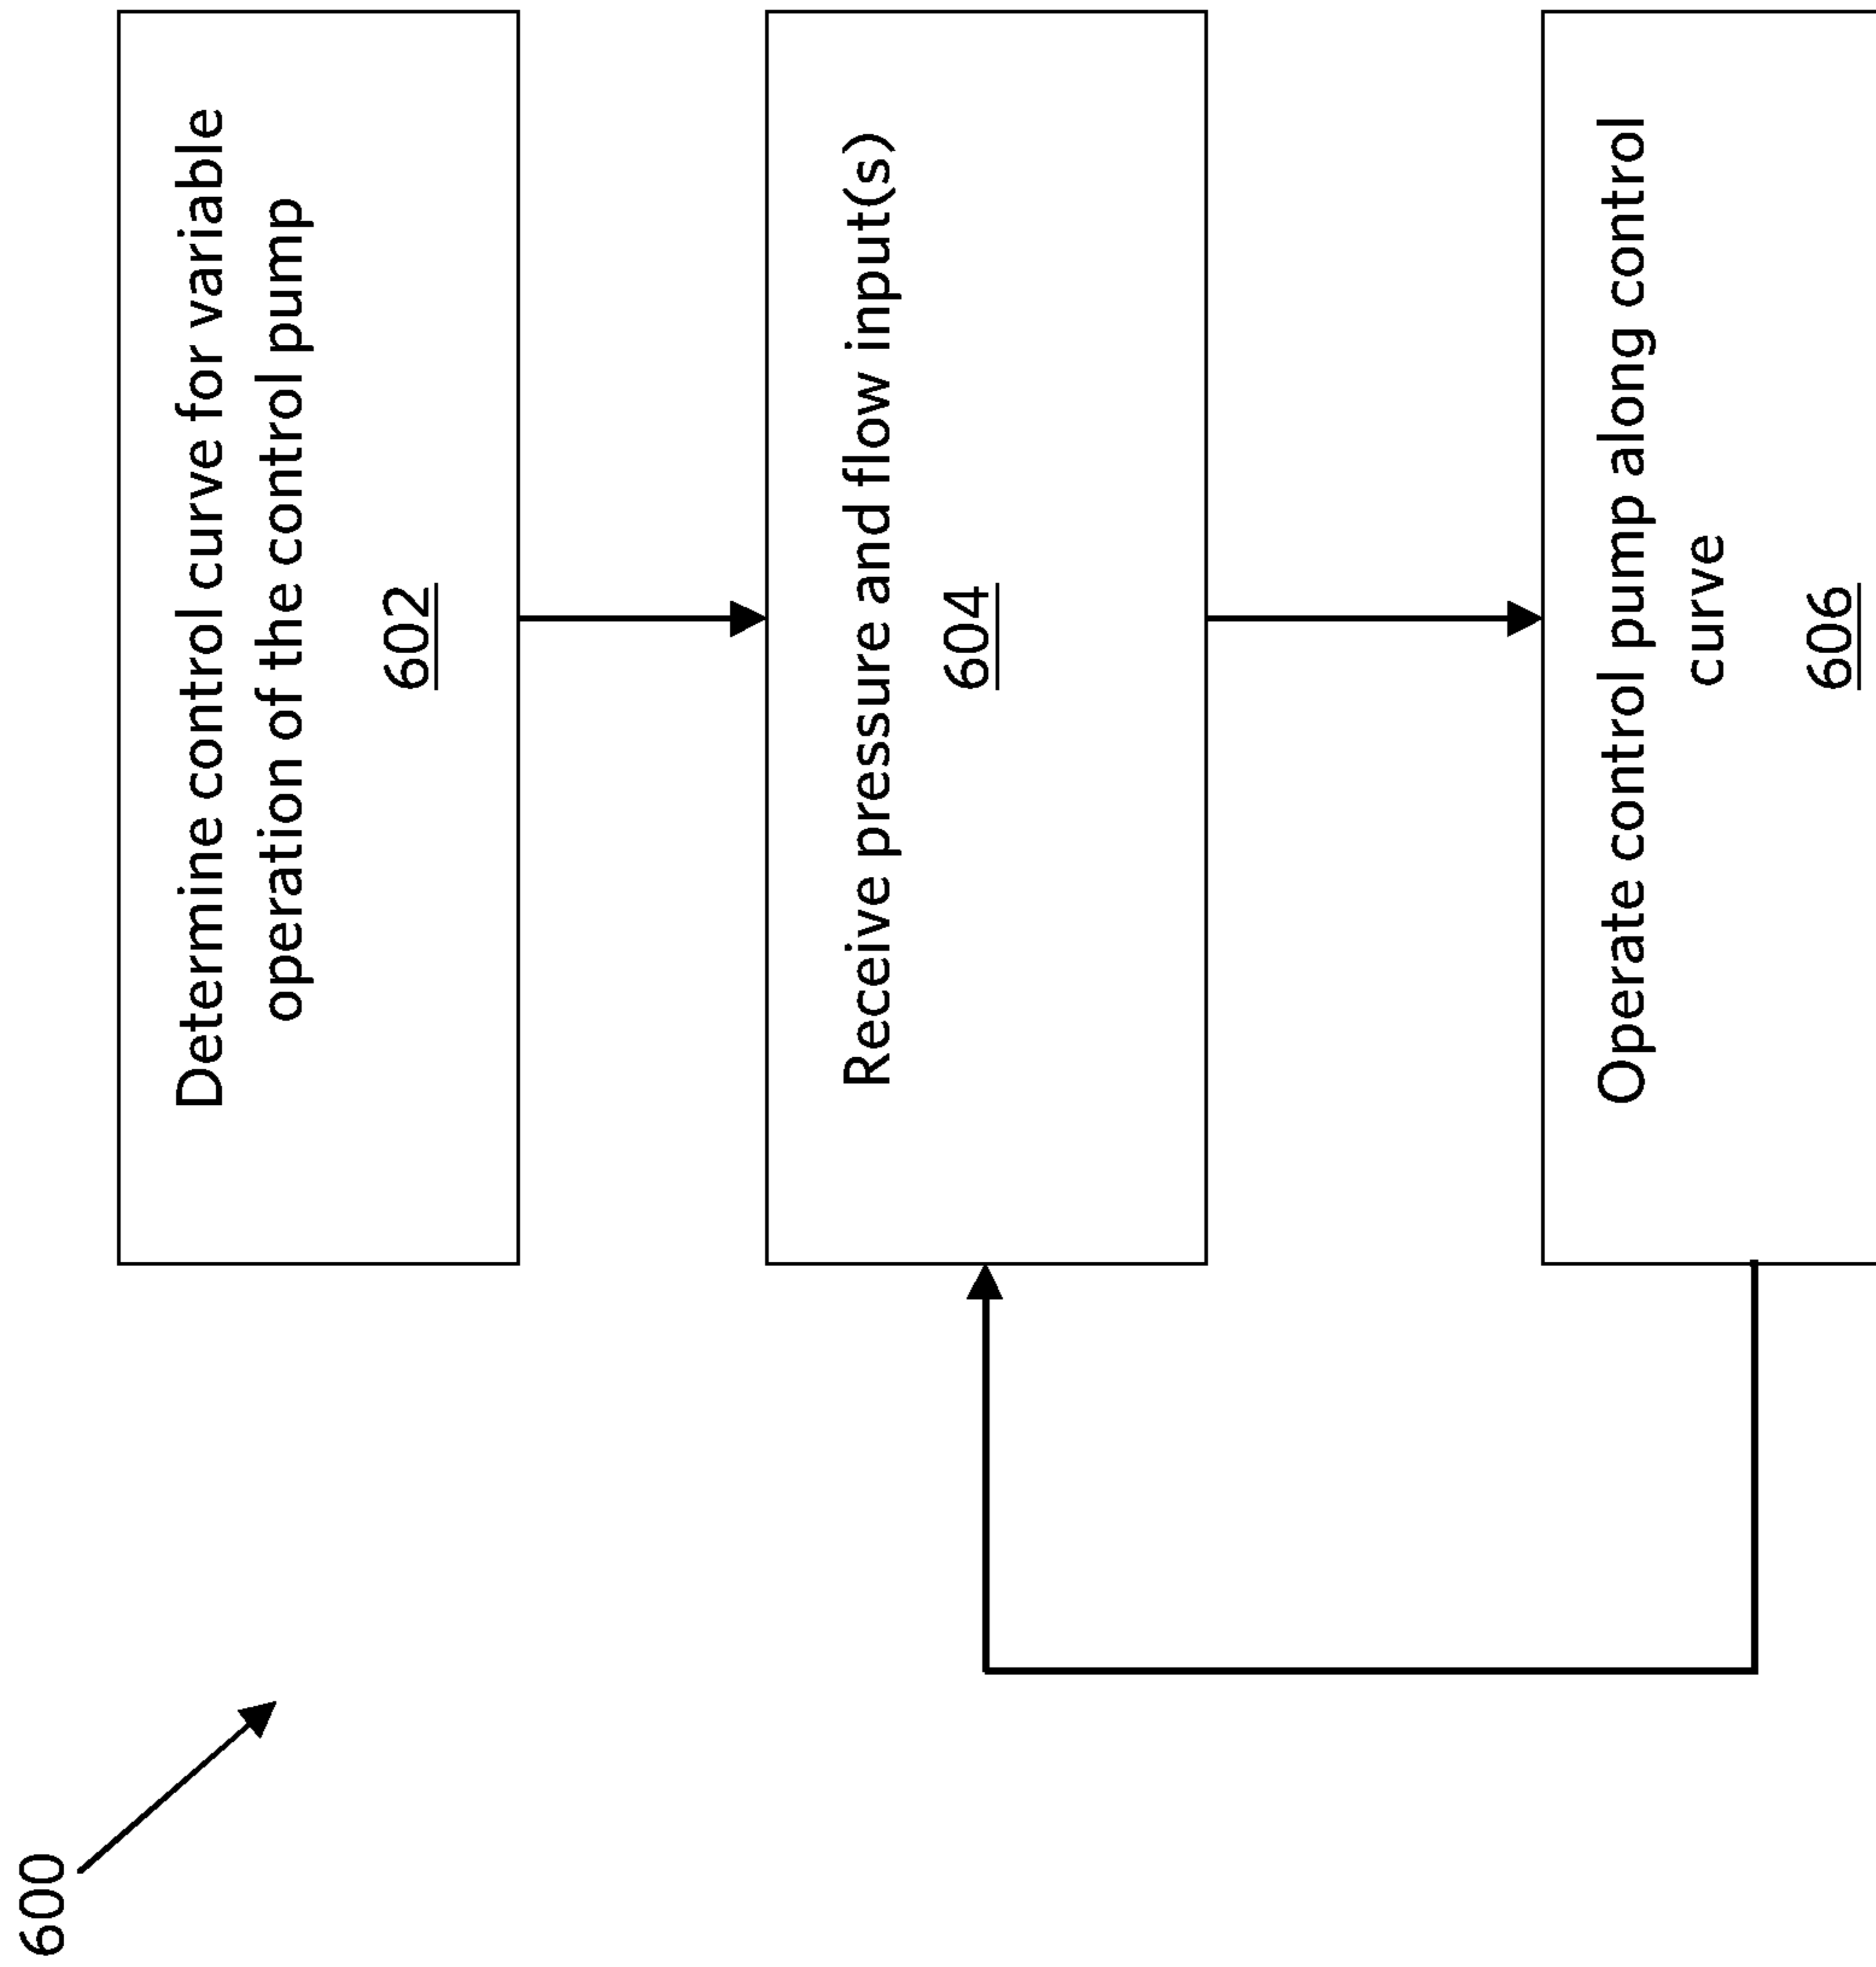 600
Determine control curve for variable
operation of the control pump
602
Receive pressure and flow input(s)
604
Operate control pump along control
curve
606